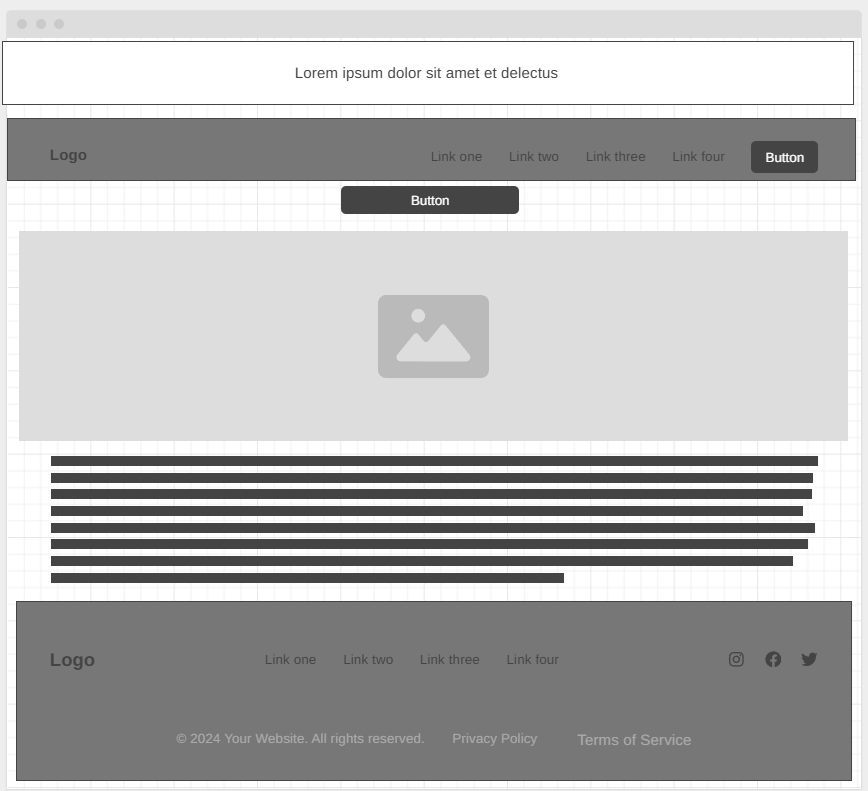 Lorem ipsum dolor sit amet et delectus
Logo Link one Link two Link three Link four Button
Button
Logo Link one Link two Link three Link four
© 2024 Your Website. All rights reserved. Privacy Policy Terms of Service